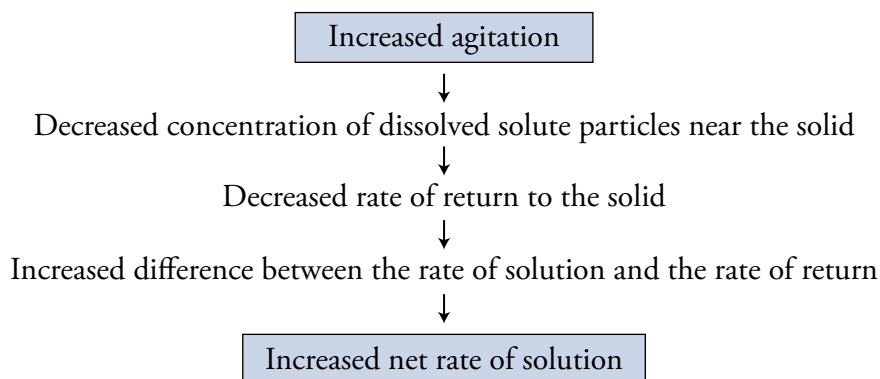 Increased agitation
Decreased concentration of dissolved solute particles near the solid
Decreased rate of return to the solid
Increased difference between the rate of solution and the rate of return
Increased net rate of solution